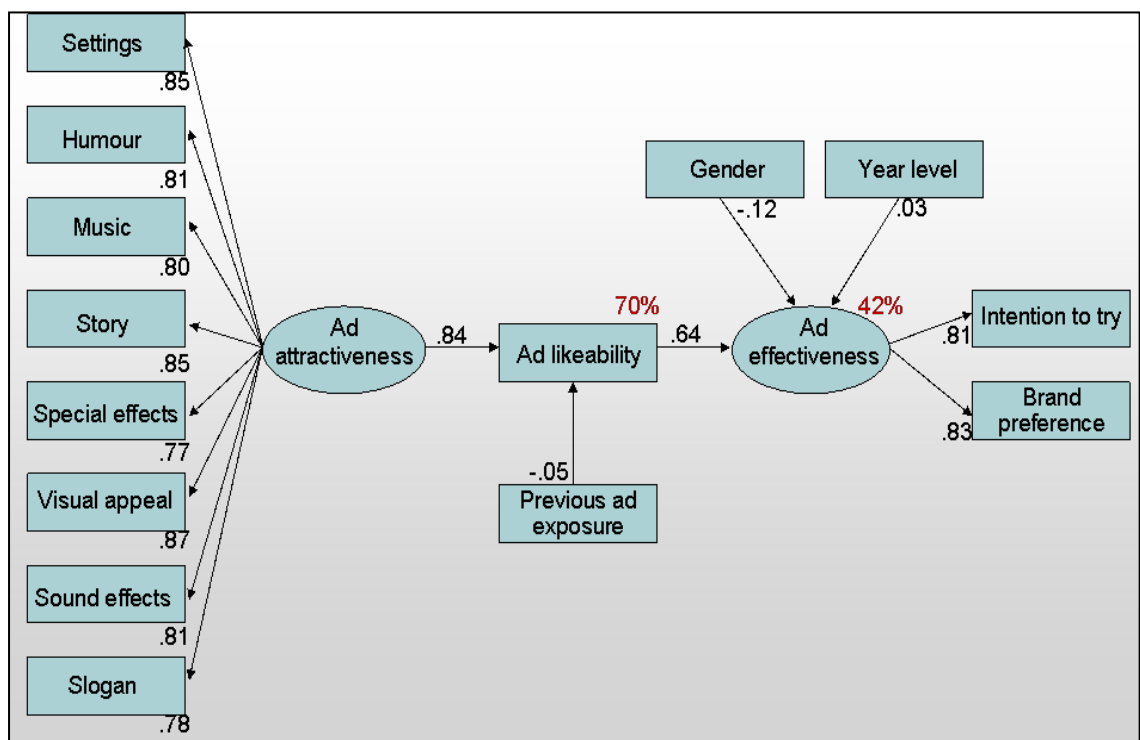 Settings
.85
Humour
.81
Music
.80
Story
.85
Special effects
.77
Visual appeal
.87
Sound effects
.81
Slogan
.78
Ad
attractiveness
.84
70%
Ad likeability
.64
-.05
Previous ad
exposure
Gender
-.12
Year level
.03
42%
Ad
effectiveness
Intention to try
.81
Brand
preference
.83